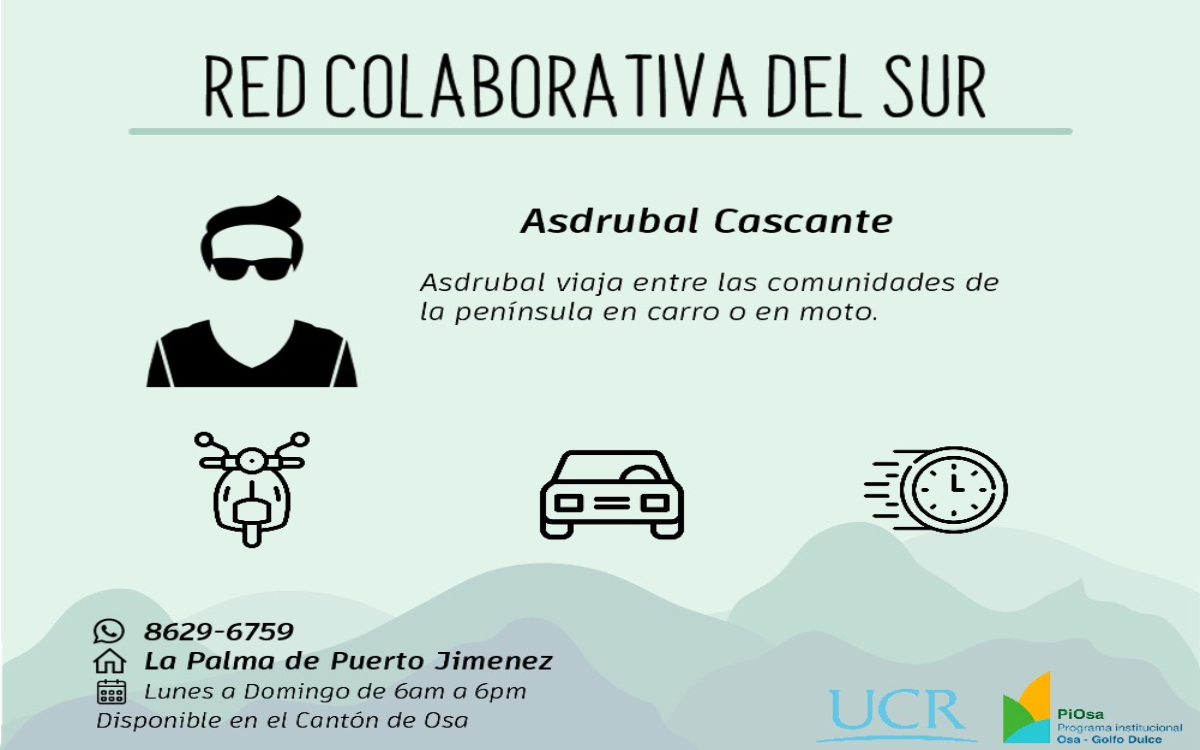 RED COLABORATIVA DEL SUR
Asdrubal Cascante
Asdrubal viaja entre las comunidades de
la península en carro o en moto.
8629-6759
La Palma de Puerto Jimenez
Lunes a Domingo de 6am a 6pm
Disponible en el Cantón de Osa
UCR
PiOsa
Programa institucional
Osa - Golfo Dulce